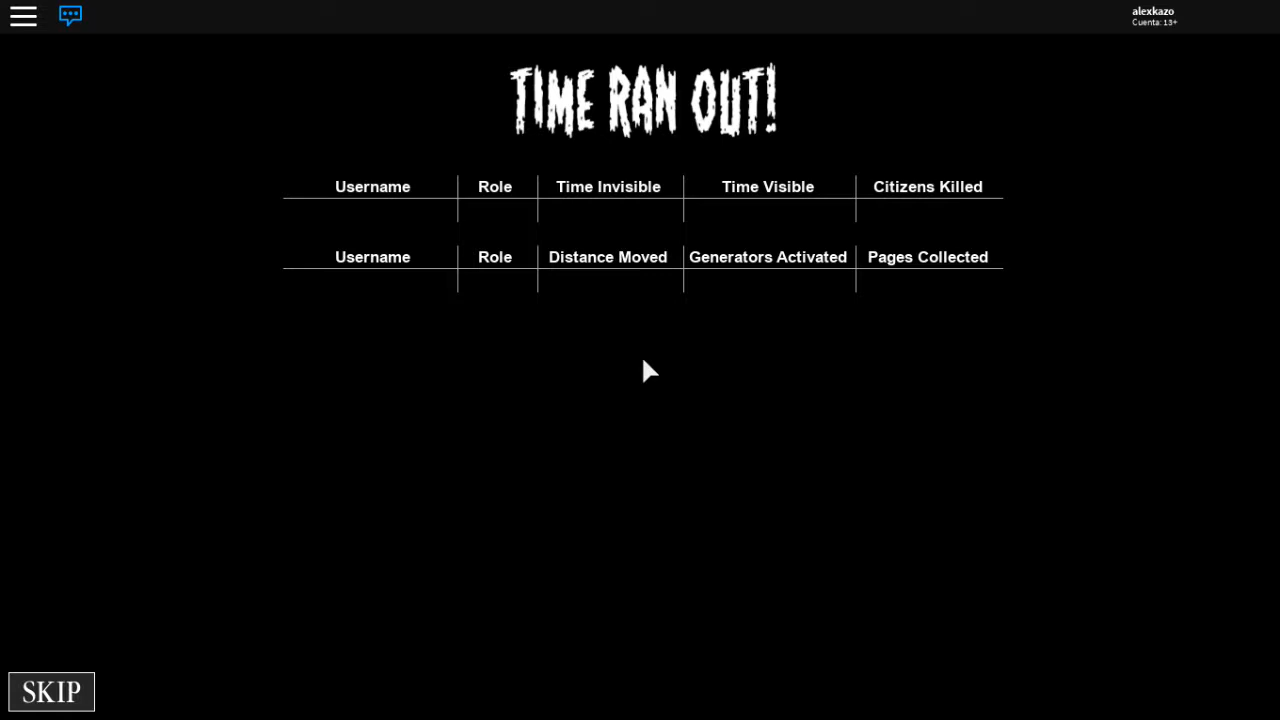 alexkazo
Cuenta: 13+
TIME RAN OUT!
Username Role Time Invisible Time Visible Citizens Killed
Username Role Distance Moved Generators Activated Pages Collected
SKIP